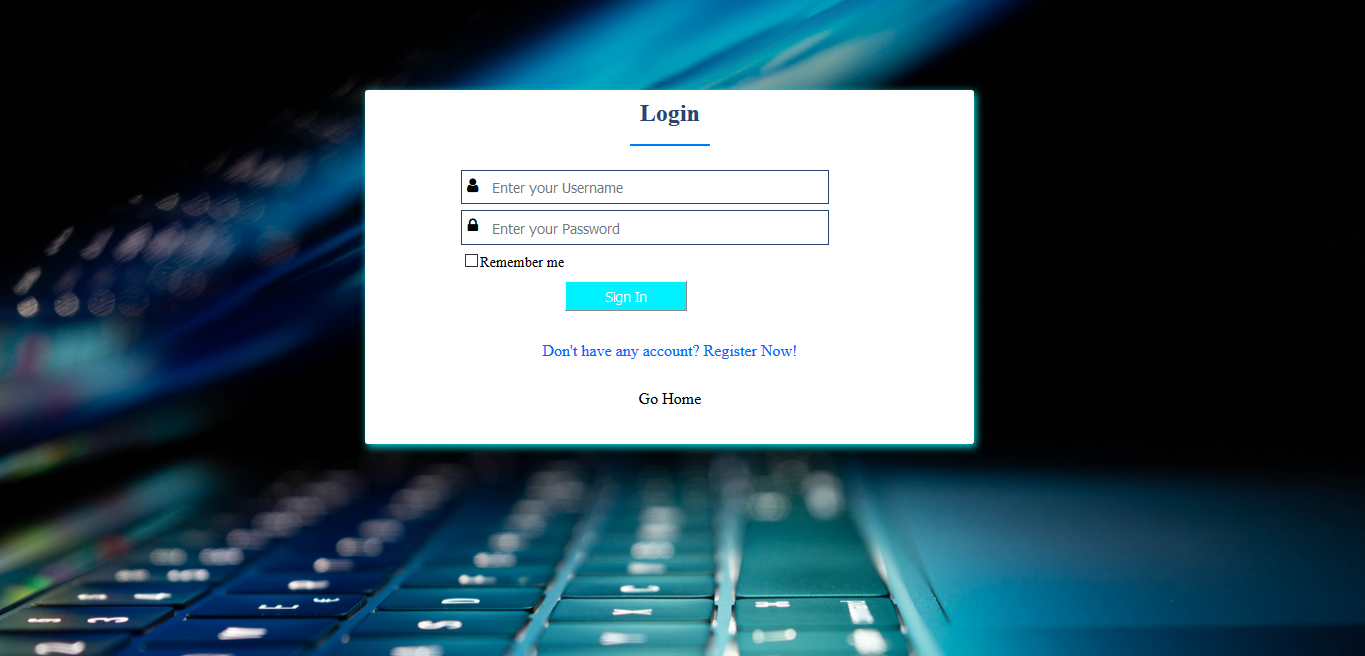 Login
Enter your Username
Enter your Password
Remember me
Sign In
Don't have any account? Register Now!
Go Home